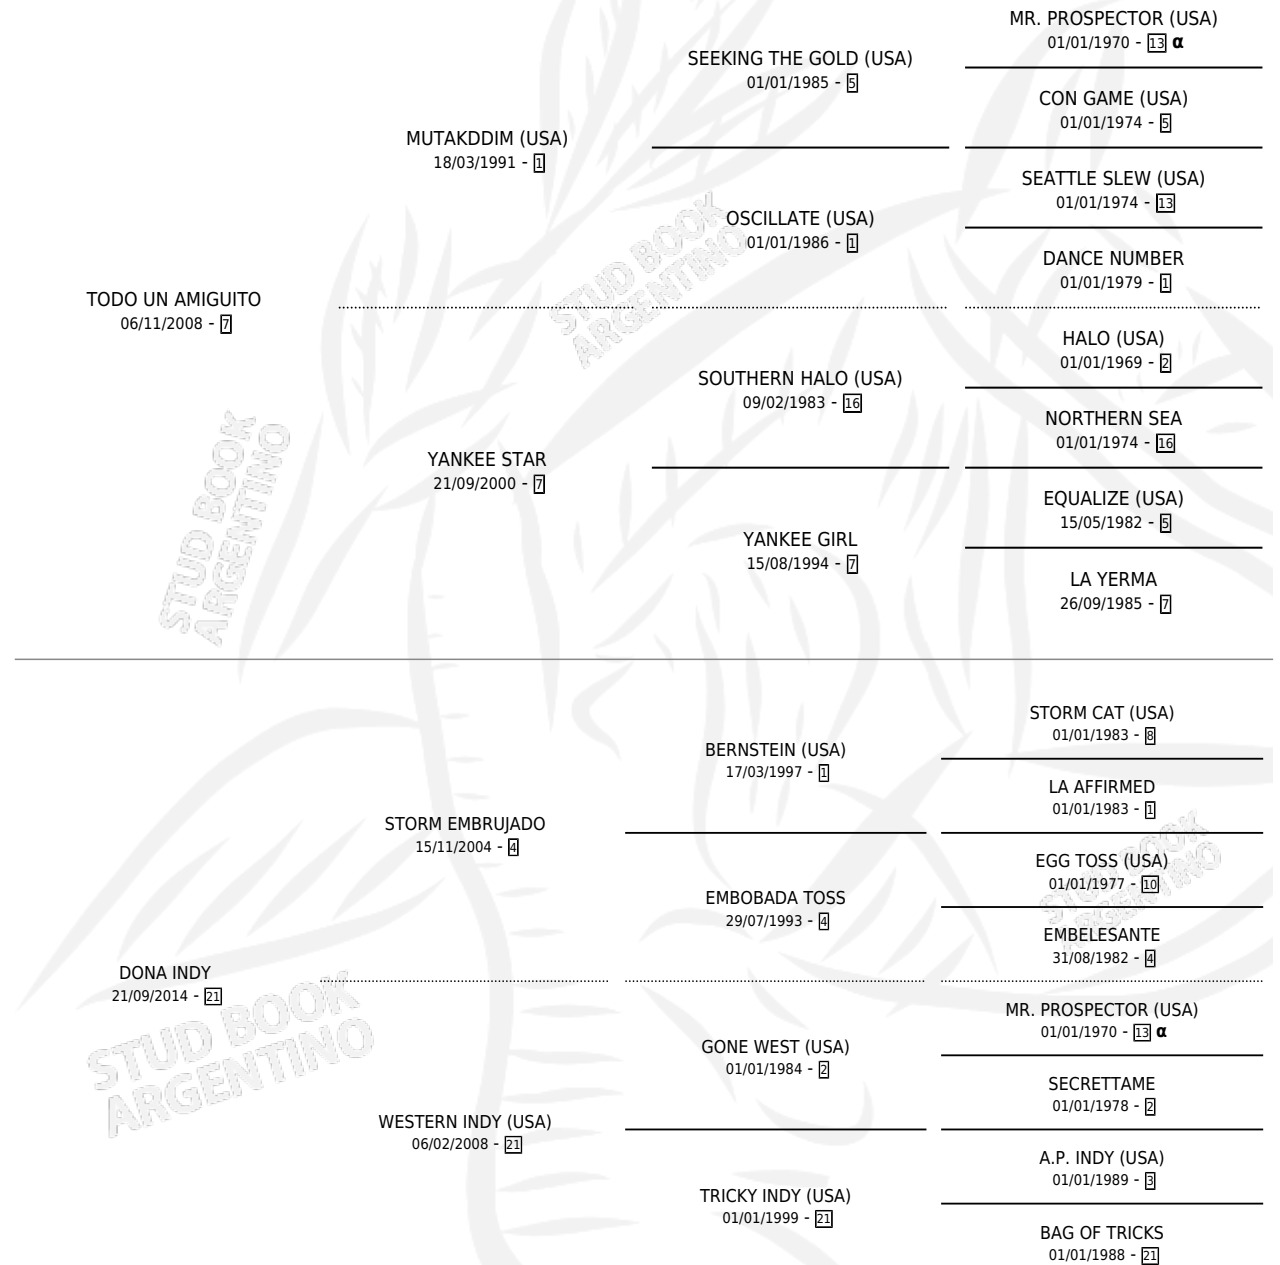 MR. PROSPECTOR (USA)
01/01/1970 - 13 α
SEEKING THE GOLD (USA)
01/01/1985 - 5
CON GAME (USA)
01/01/1974 - 5
MUTAKDDIM (USA)
18/03/1991 - 1
SEATTLE SLEW (USA)
01/01/1974 - 13
OSCILLATE (USA)
01/01/1986 - 1
DANCE NUMBER
01/01/1979 - 1
TODO UN AMIGUITO
06/11/2008 - 7
HALO (USA)
01/01/1969 - 2
SOUTHERN HALO (USA)
09/02/1983 - 16
NORTHERN SEA
01/01/1974 - 16
YANKEE STAR
21/09/2000 - 7
EQUALIZE (USA)
15/05/1982 - 5
YANKEE GIRL
15/08/1994 - 7
LA YERMA
26/09/1985 - 7
STORM CAT (USA)
01/01/1983 - 8
BERNSTEIN (USA)
17/03/1997 - 1
LA AFFIRMED
01/01/1983 - 1
STORM EMBRUJADO
15/11/2004 - 4
EGG TOSS (USA)
01/01/1977 - 10
EMBOBADA TOSS
29/07/1993 - 4
EMBELESANTE
31/08/1982 - 4
DONA INDY
21/09/2014 - 21
MR. PROSPECTOR (USA)
01/01/1970 - 13 α
GONE WEST (USA)
01/01/1984 - 2
SECRETTAME
01/01/1978 - 2
WESTERN INDY (USA)
06/02/2008 - 21
A.P. INDY (USA)
01/01/1989 - 3
TRICKY INDY (USA)
01/01/1999 - 21
BAG OF TRICKS
01/01/1988 - 21
STUD BOOK
ARGENTINO
STUD BOOK
ARGENTINO
STUD BOOK
ARGENTINO
STUD BOOK
ARGENTINO